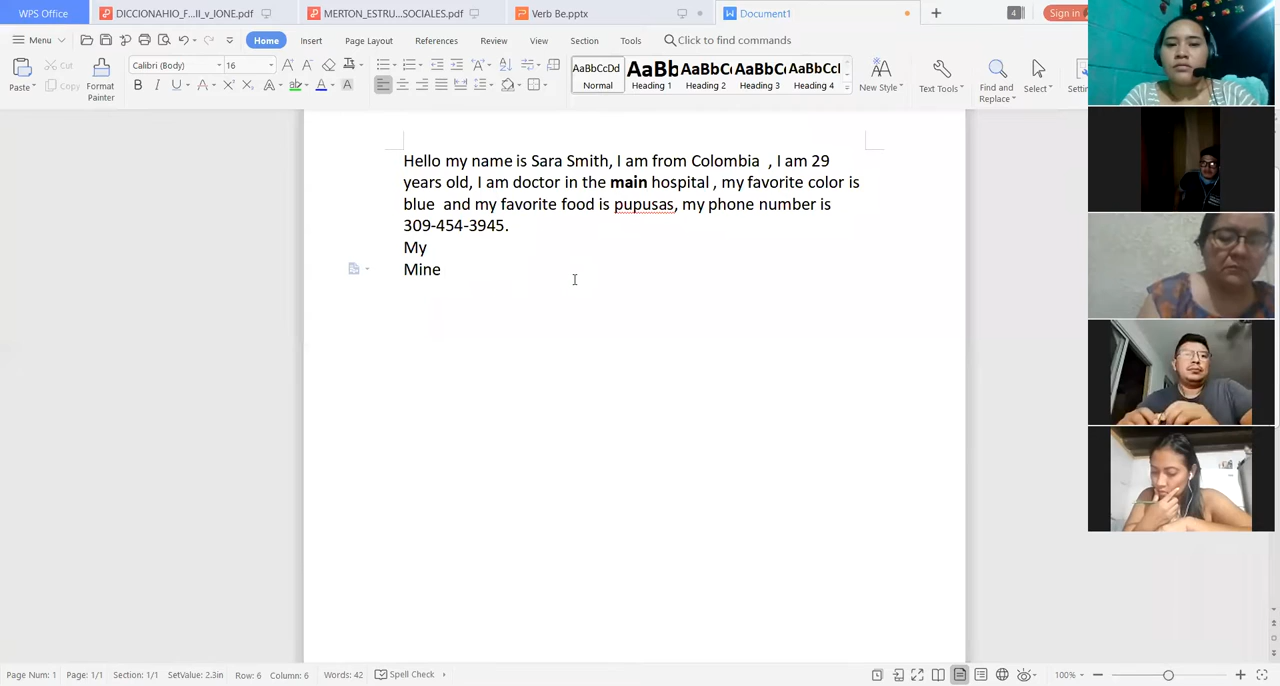 WPS Office DICCIONAHIO_F...II_v_IONE.pdf MERTON_ESTRU...SOCIALES.pdf Verb Be.pptx Document1 4 Sign in
Menu Home Insert Page Layout References Review View Section Tools Click to find commands
Calibri (Body) 16
Paste Cut Copy Format Painter
AaBbCcDd AaBb AaBbC AaBbC AaBbCcI
Normal Heading 1 Heading 2 Heading 3 Heading 4 New Style Text Tools Find and Replace Select
Hello my name is Sara Smith, I am from Colombia , I am 29
years old, I am doctor in the main hospital , my favorite color is
blue and my favorite food is pupusas, my phone number is
309-454-3945.
My
Mine
Page Num: 1 Page: 1/1 Section: 1/1 SetValue: 2.3in Row: 6 Column: 6 Words: 42 Spell Check 100%